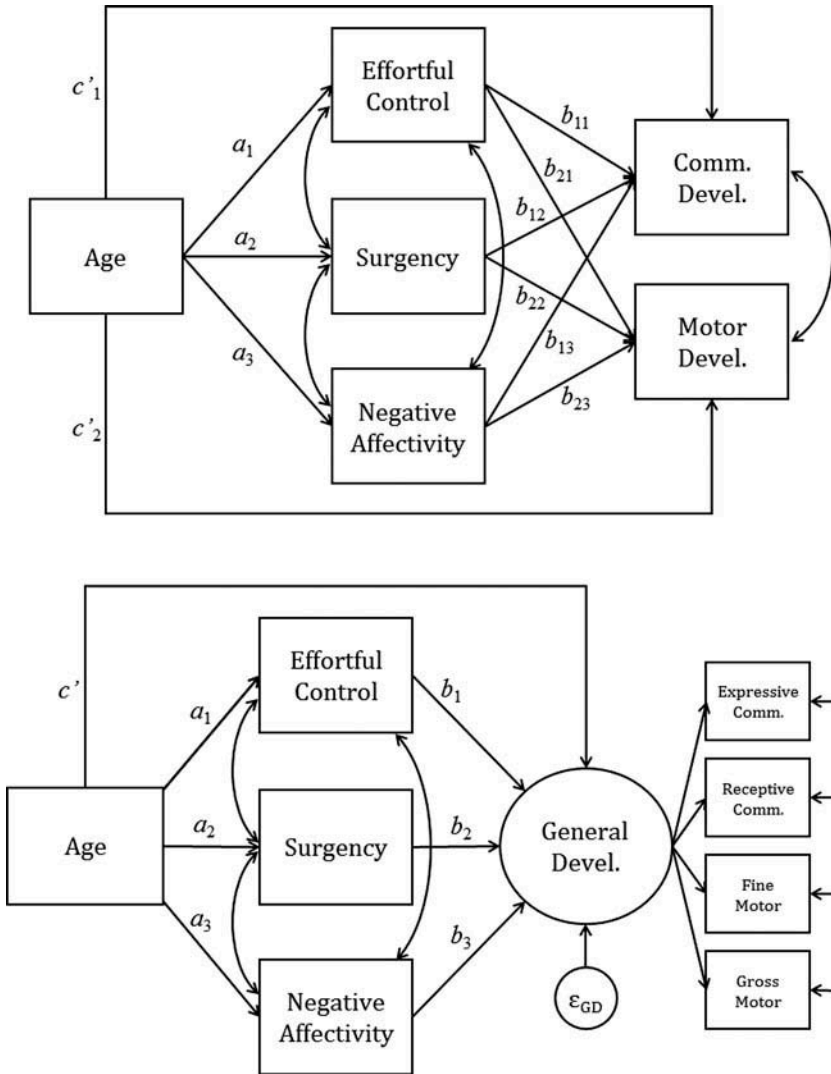 c'₁
Effortful
Control
a₁
b₁₁
Comm.
Devel.
b₂₁
b₁₂
Age
a₂
Surgency
b₂₂
Motor
Devel.
b₁₃
a₃
c'₂
Negative
Affectivity
b₂₃
c'
Effortful
Control
a₁
b₁
Expressive
Comm.
Age
a₂
Surgency
b₂
General
Devel.
Receptive
Comm.
Fine
Motor
a₃
b₃
Negative
Affectivity
ε_GD
Gross
Motor